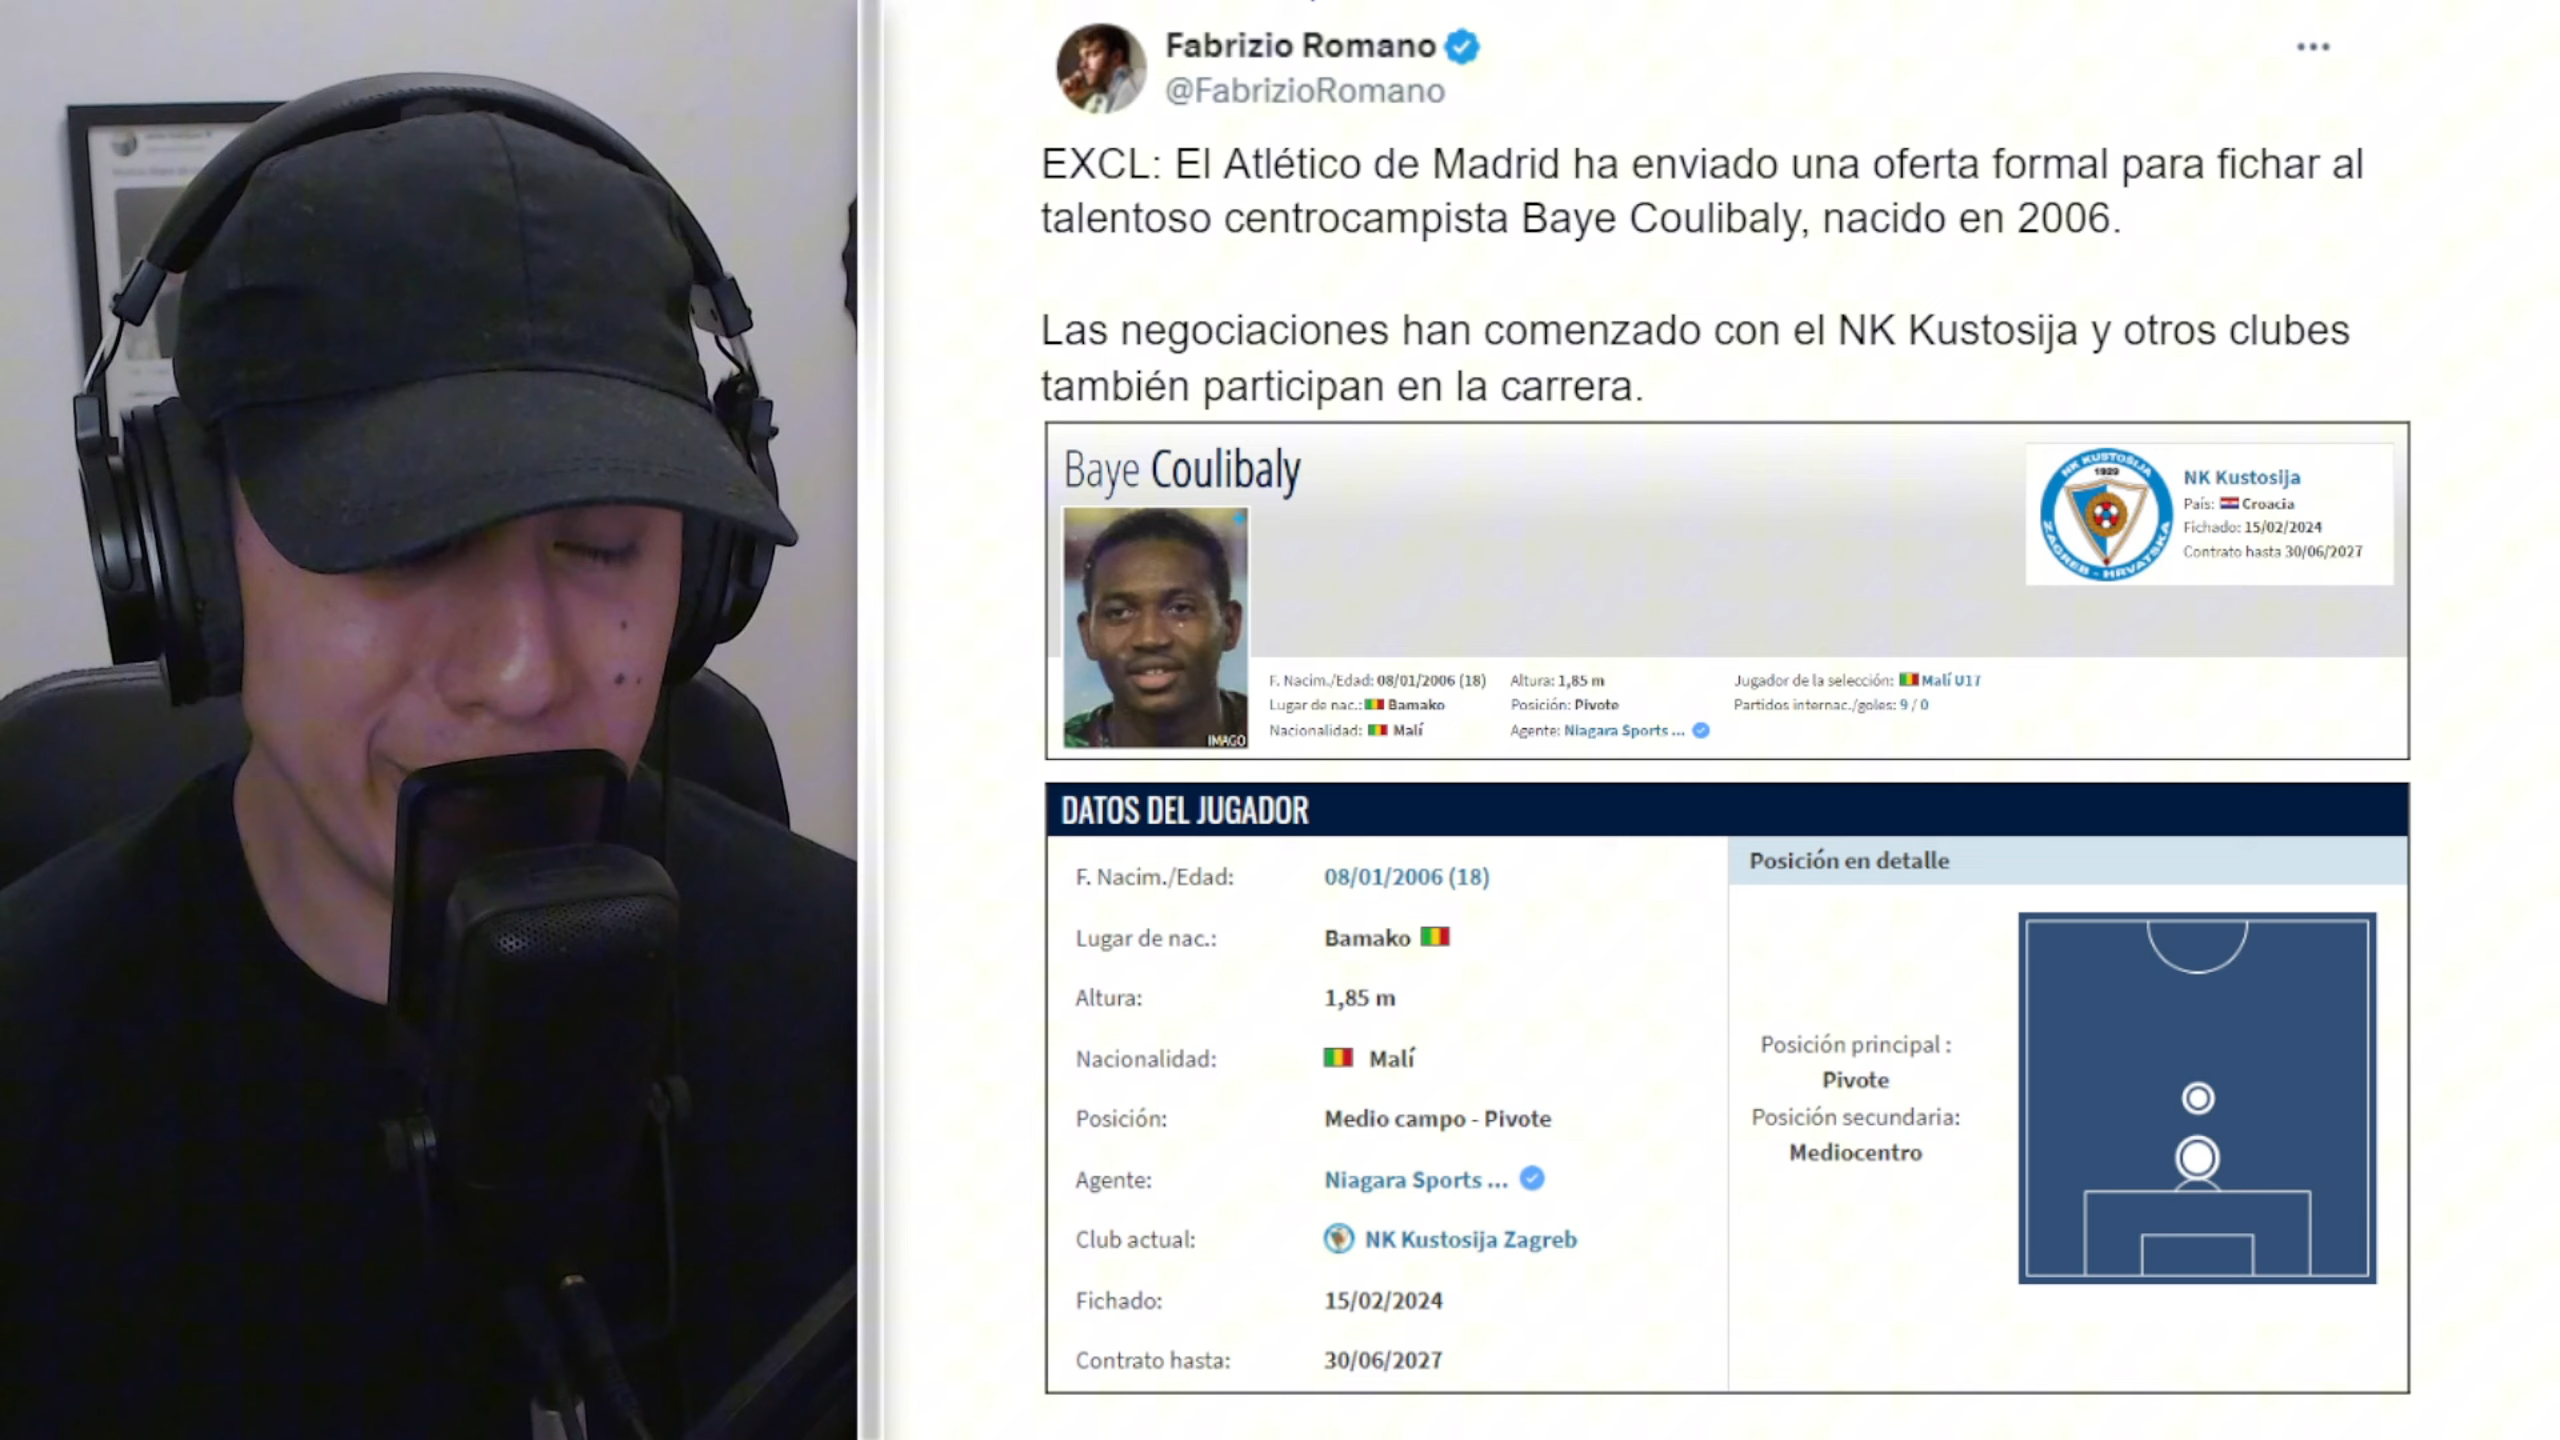 Fabrizio Romano
@FabrizioRomano
EXCL: El Atlético de Madrid ha enviado una oferta formal para fichar al
talentoso centrocampista Baye Coulibaly, nacido en 2006.
Las negociaciones han comenzado con el NK Kustosija y otros clubes
también participan en la carrera.
Baye Coulibaly
NK KUSTOŠIJA
1929
ZAGREB - HRVATSKA
NK Kustosija
País: Croacia
Fichado: 15/02/2024
Contrato hasta 30/06/2027
IMAGO
F. Nacim./Edad: 08/01/2006 (18)
Lugar de nac.: Bamako
Nacionalidad: Malí
Altura: 1,85 m
Posición: Pivote
Agente: Niagara Sports ...
Jugador de la selección: Malí U17
Partidos internac./goles: 9 / 0
DATOS DEL JUGADOR
F. Nacim./Edad: 08/01/2006 (18)
Lugar de nac.: Bamako
Altura: 1,85 m
Nacionalidad: Malí
Posición: Medio campo - Pivote
Agente: Niagara Sports ...
Club actual: NK Kustosija Zagreb
Fichado: 15/02/2024
Contrato hasta: 30/06/2027
Posición en detalle
Posición principal :
Pivote
Posición secundaria:
Mediocentro